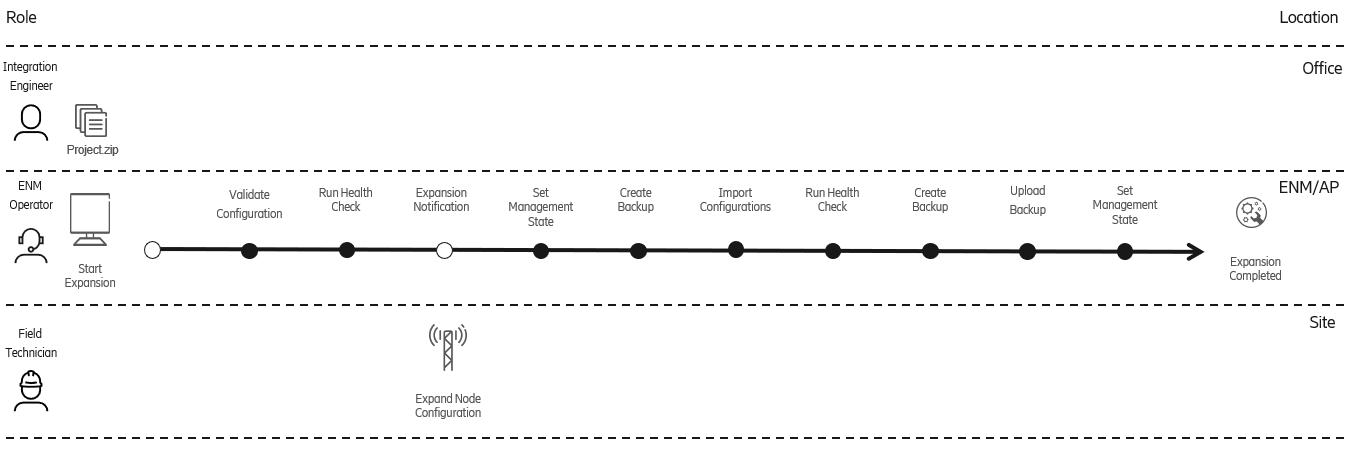 Role
Location
Integration
Engineer
Office
Project.zip
ENM
Operator
ENM/AP
Validate
Configuration
Run Health
Check
Expansion
Notification
Set
Management
State
Create
Backup
Import
Configurations
Run Health
Check
Create
Backup
Upload
Backup
Set
Management
State
Start
Expansion
Expansion
Completed
Field
Technician
Site
Expand Node
Configuration